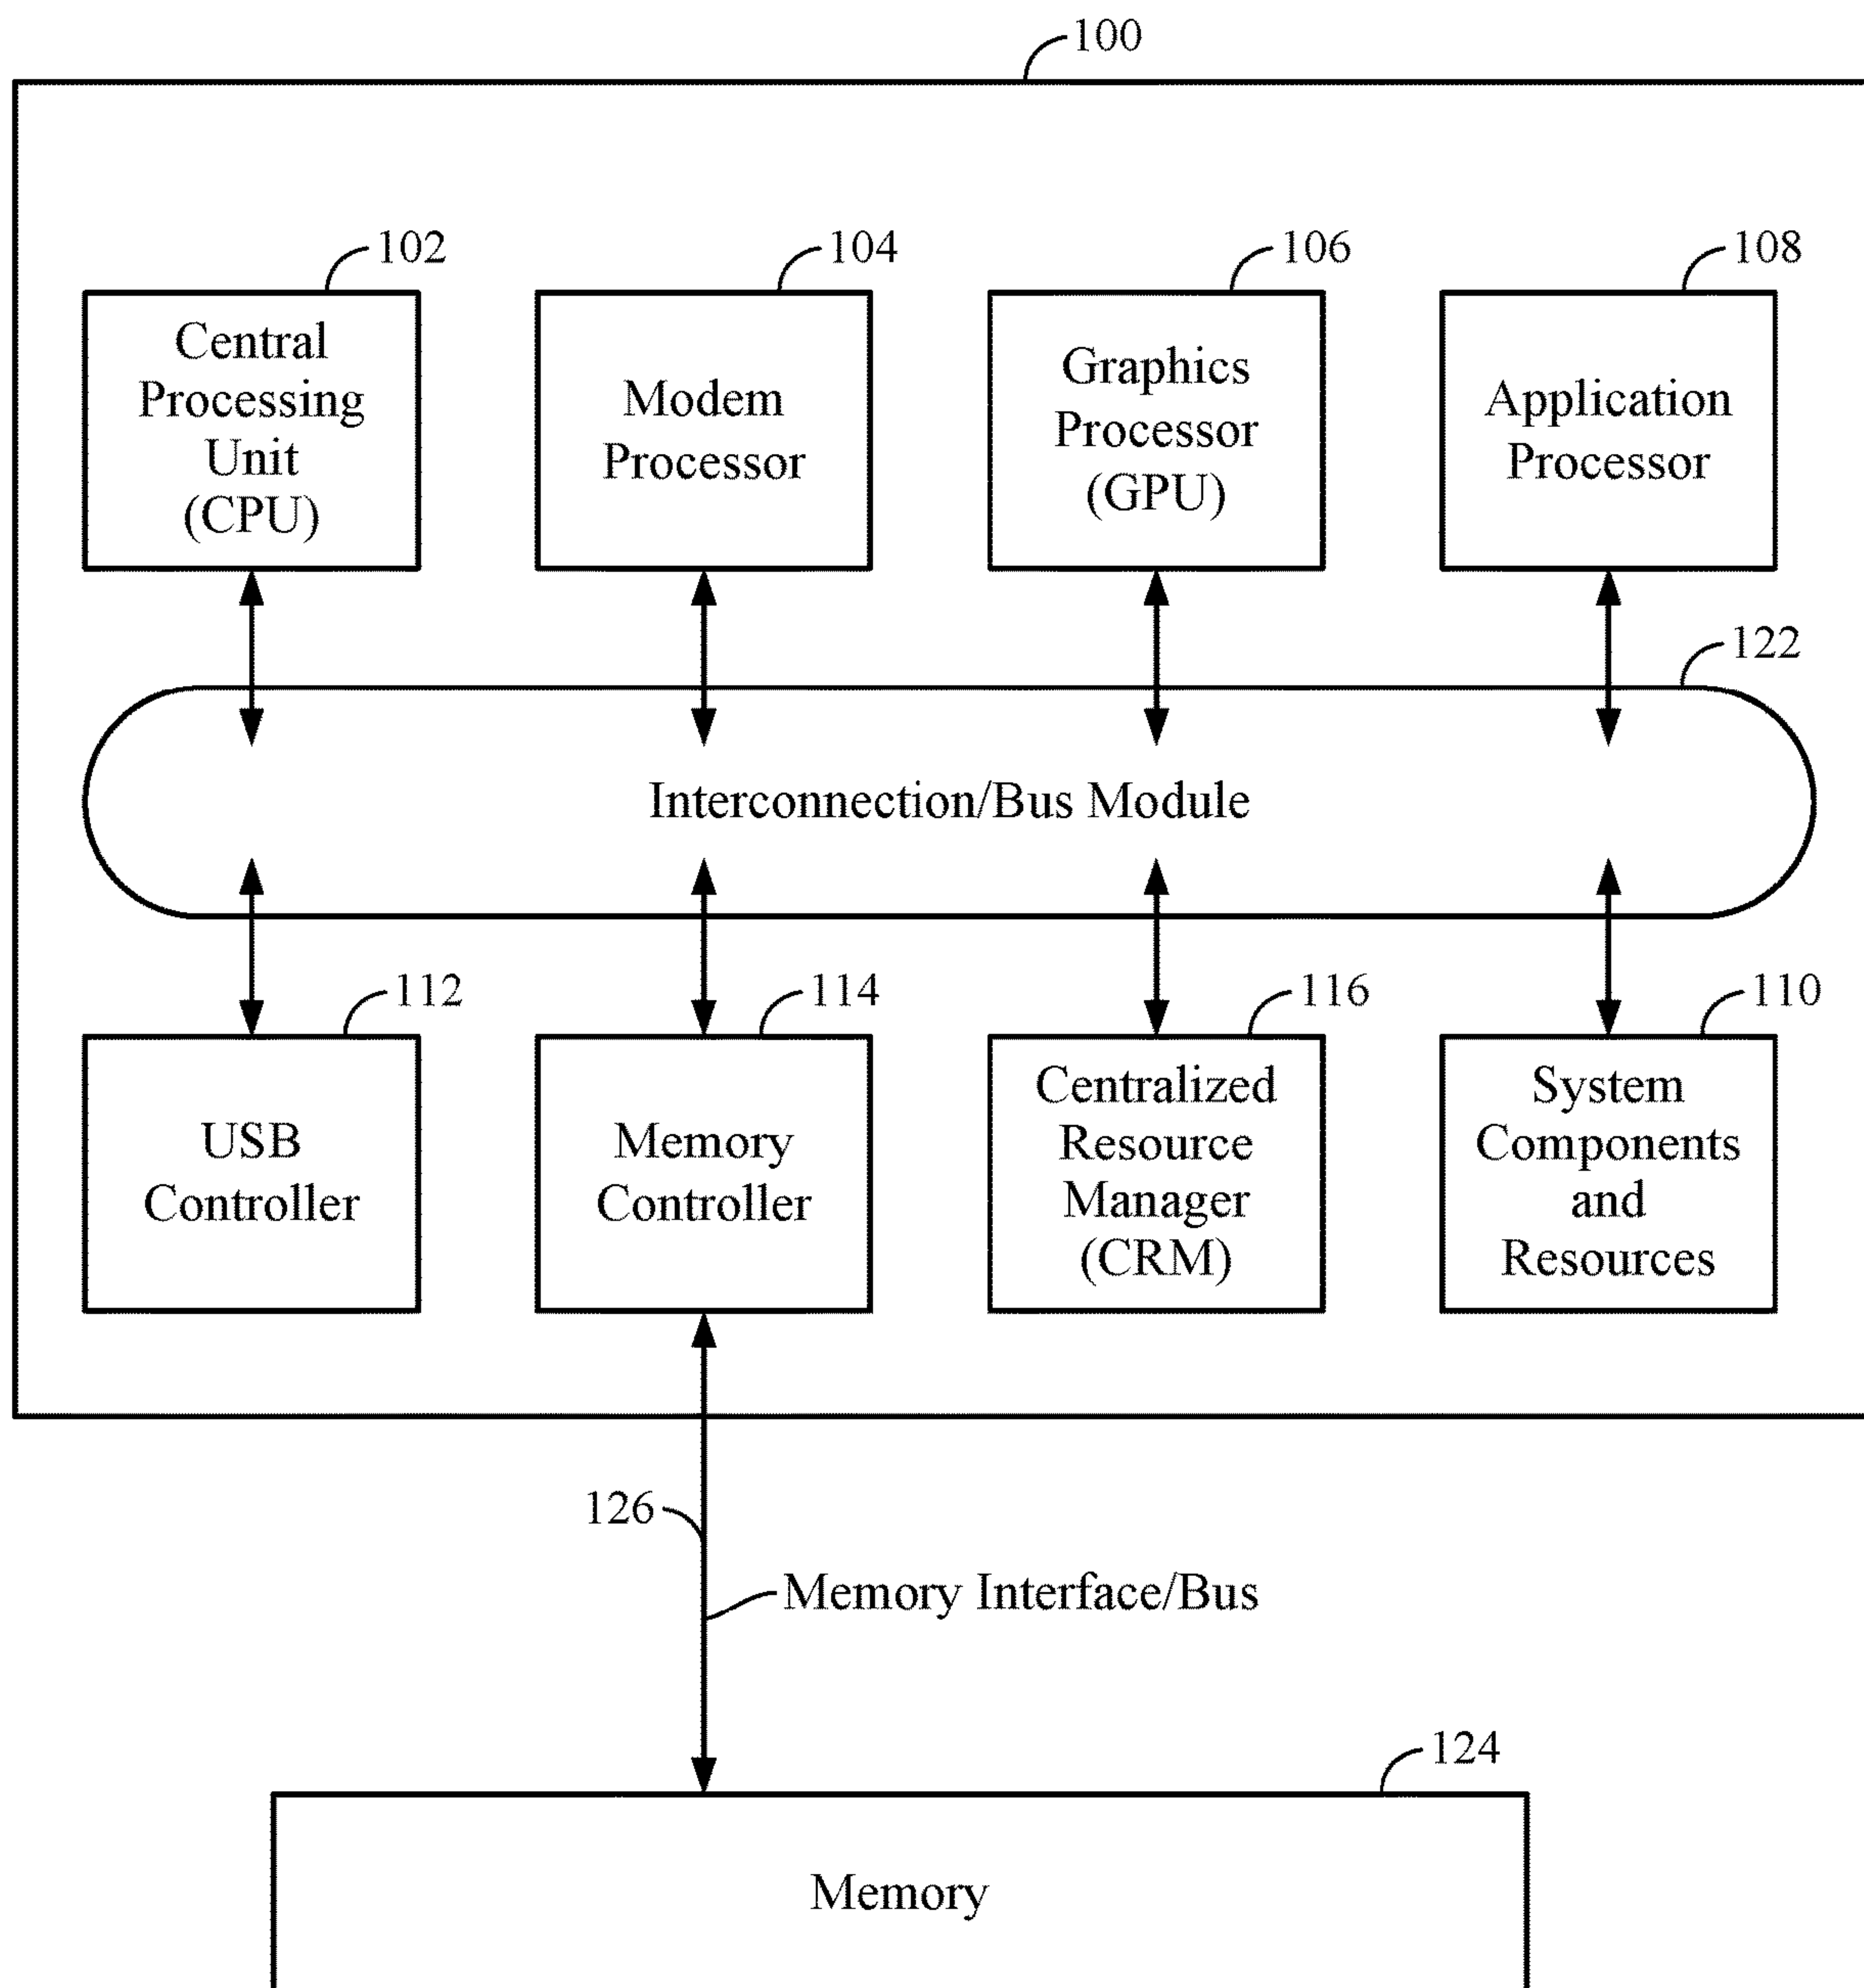 100
102
104
106
108
Central
Processing
Unit
(CPU)
Modem
Processor
Graphics
Processor
(GPU)
Application
Processor
122
Interconnection/Bus Module
112
114
116
110
USB
Controller
Memory
Controller
Centralized
Resource
Manager
(CRM)
System
Components
and
Resources
126
Memory Interface/Bus
124
Memory